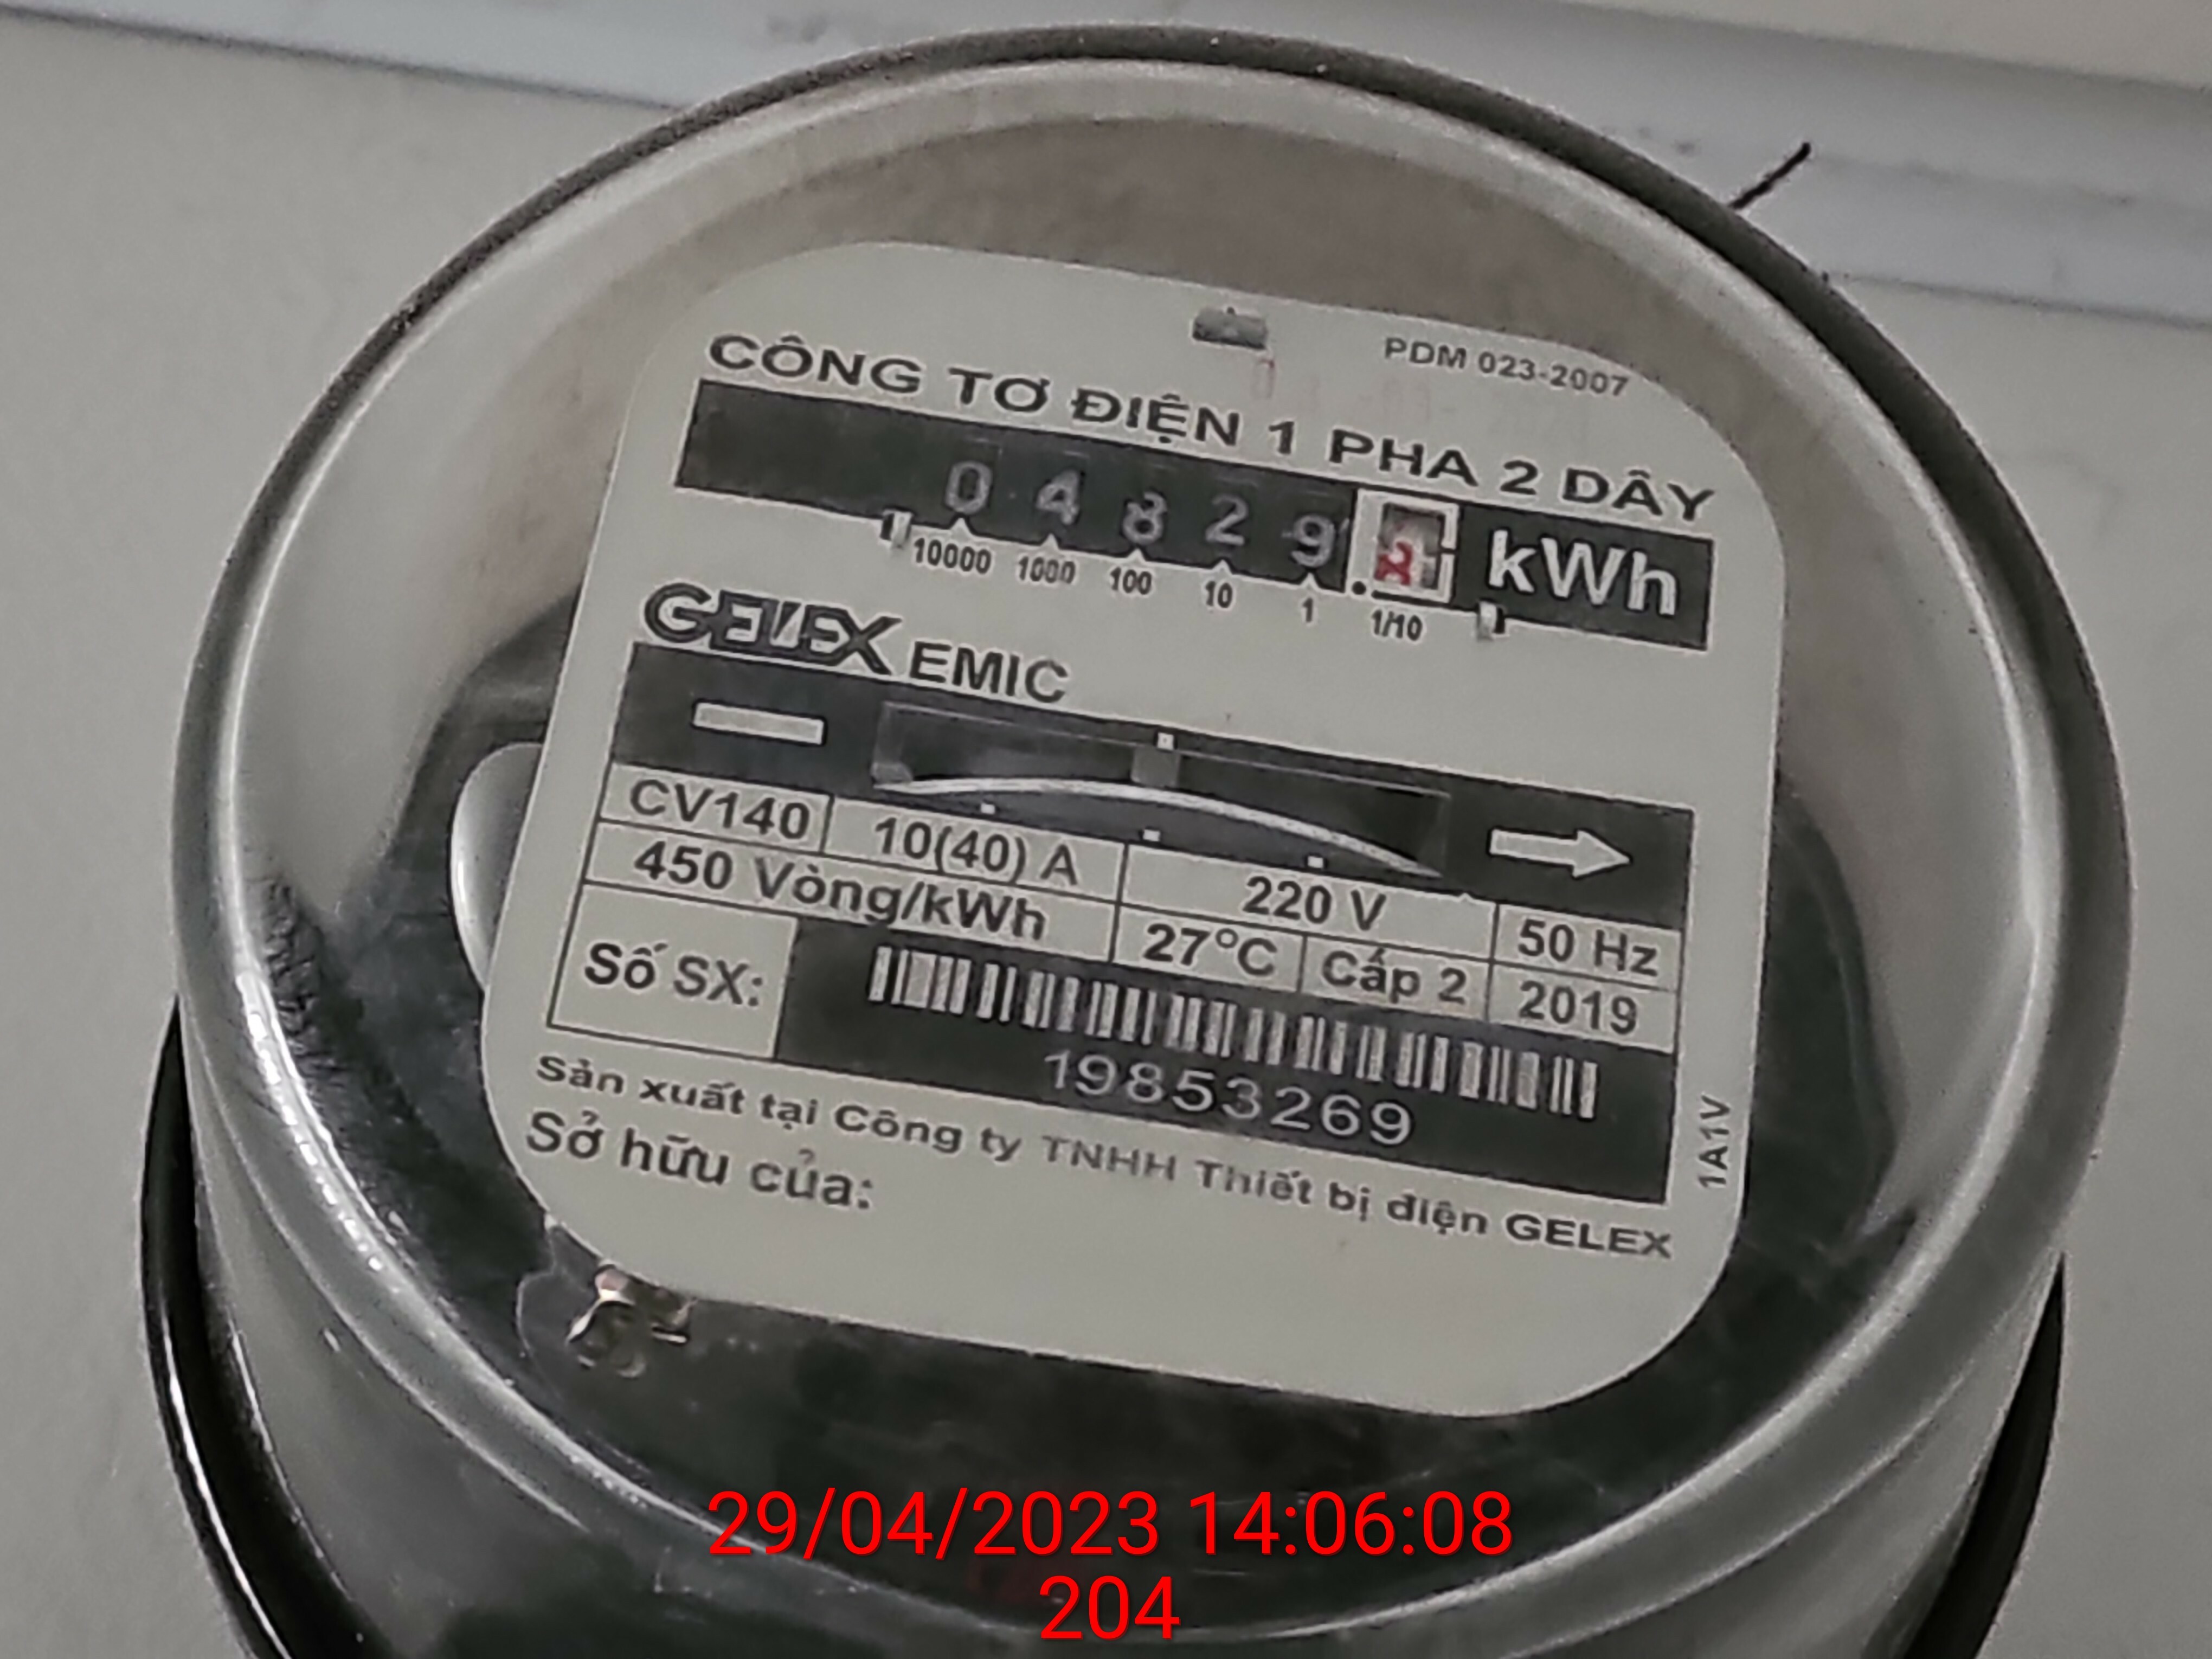 PDM 023-2007
CÔNG TƠ ĐIỆN 1 PHA 2 DÂY
0 4 8 2 9 kWh
10000 1000 100 10 1 1/10
GELEX EMIC
CV140 10(40) A 220 V 50 Hz
450 Vòng/kWh 27°C Cấp 2 2019
Số SX:
19853269
Sản xuất tại Công ty TNHH Thiết bị điện GELEX
Sở hữu của:
1A1V
29/04/2023 14:06:08
204